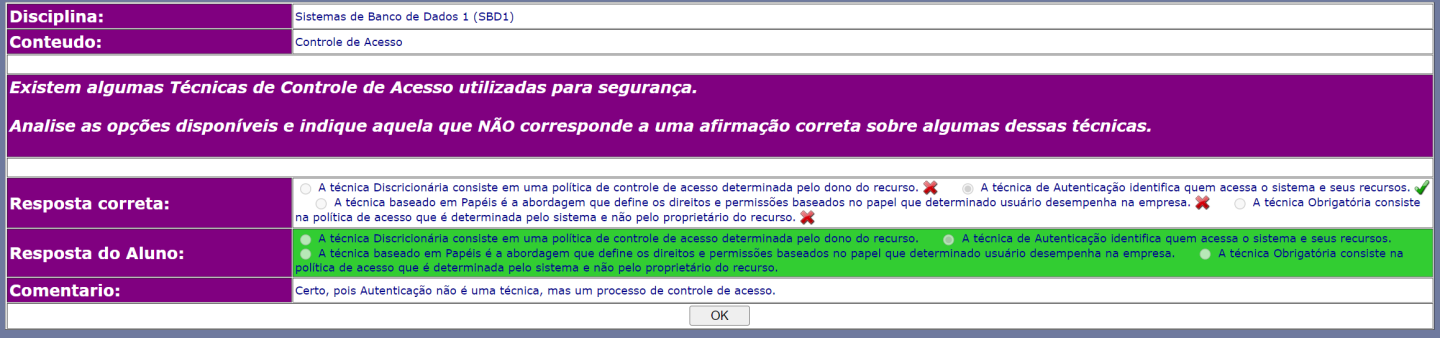 Disciplina: Sistemas de Banco de Dados 1 (SBD1)
Conteudo: Controle de Acesso
Existem algumas Técnicas de Controle de Acesso utilizadas para segurança.
Analise as opções disponíveis e indique aquela que NÃO corresponde a uma afirmação correta sobre algumas dessas técnicas.
Resposta correta:
A técnica Discricionária consiste em uma política de controle de acesso determinada pelo dono do recurso. A técnica de Autenticação identifica quem acessa o sistema e seus recursos.
A técnica baseado em Papéis é a abordagem que define os direitos e permissões baseados no papel que determinado usuário desempenha na empresa. A técnica Obrigatória consiste
na política de acesso que é determinada pelo sistema e não pelo proprietário do recurso.
Resposta do Aluno:
A técnica Discricionária consiste em uma política de controle de acesso determinada pelo dono do recurso. A técnica de Autenticação identifica quem acessa o sistema e seus recursos.
A técnica baseado em Papéis é a abordagem que define os direitos e permissões baseados no papel que determinado usuário desempenha na empresa. A técnica Obrigatória consiste na
política de acesso que é determinada pelo sistema e não pelo proprietário do recurso.
Comentario: Certo, pois Autenticação não é uma técnica, mas um processo de controle de acesso.
OK